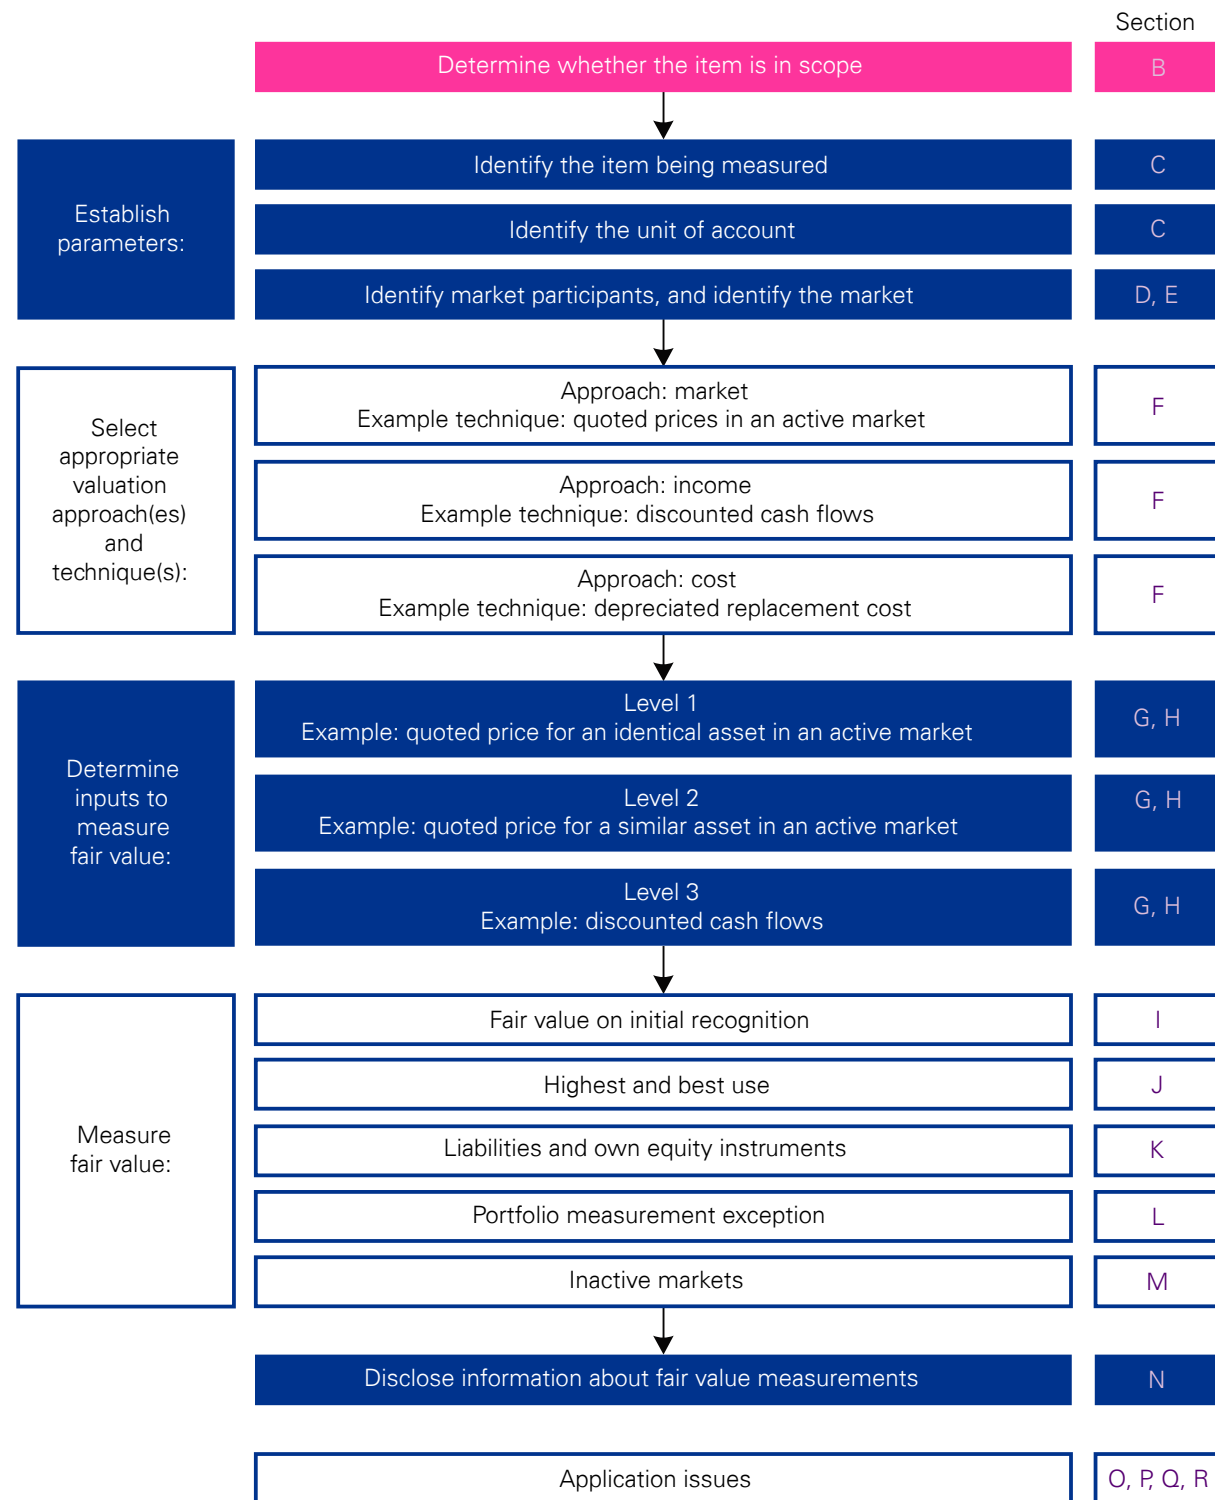 Section
Determine whether the item is in scope
B
Establish
parameters:
Identify the item being measured
C
Identify the unit of account
C
Identify market participants, and identify the market
D, E
Select
appropriate
valuation
approach(es)
and
technique(s):
Approach: market
Example technique: quoted prices in an active market
F
Approach: income
Example technique: discounted cash flows
F
Approach: cost
Example technique: depreciated replacement cost
F
Determine
inputs to
measure
fair value:
Level 1
Example: quoted price for an identical asset in an active market
G, H
Level 2
Example: quoted price for a similar asset in an active market
G, H
Level 3
Example: discounted cash flows
G, H
Measure
fair value:
Fair value on initial recognition
I
Highest and best use
J
Liabilities and own equity instruments
K
Portfolio measurement exception
L
Inactive markets
M
Disclose information about fair value measurements
N
Application issues
O, P, Q, R